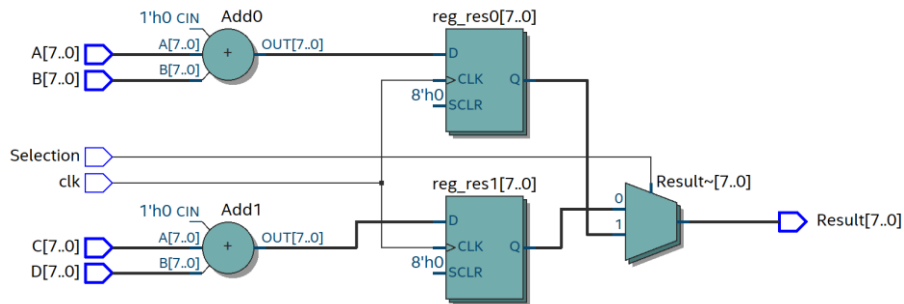 1'h0 CIN
Add0
A[7..0]
B[7..0]
A[7..0]
B[7..0]
+
OUT[7..0]
reg_res0[7..0]
D
CLK
Q
8'h0
SCLR
Selection
clk
1'h0 CIN
Add1
C[7..0]
D[7..0]
A[7..0]
B[7..0]
+
OUT[7..0]
reg_res1[7..0]
D
CLK
Q
8'h0
SCLR
Result~[7..0]
0
1
Result[7..0]